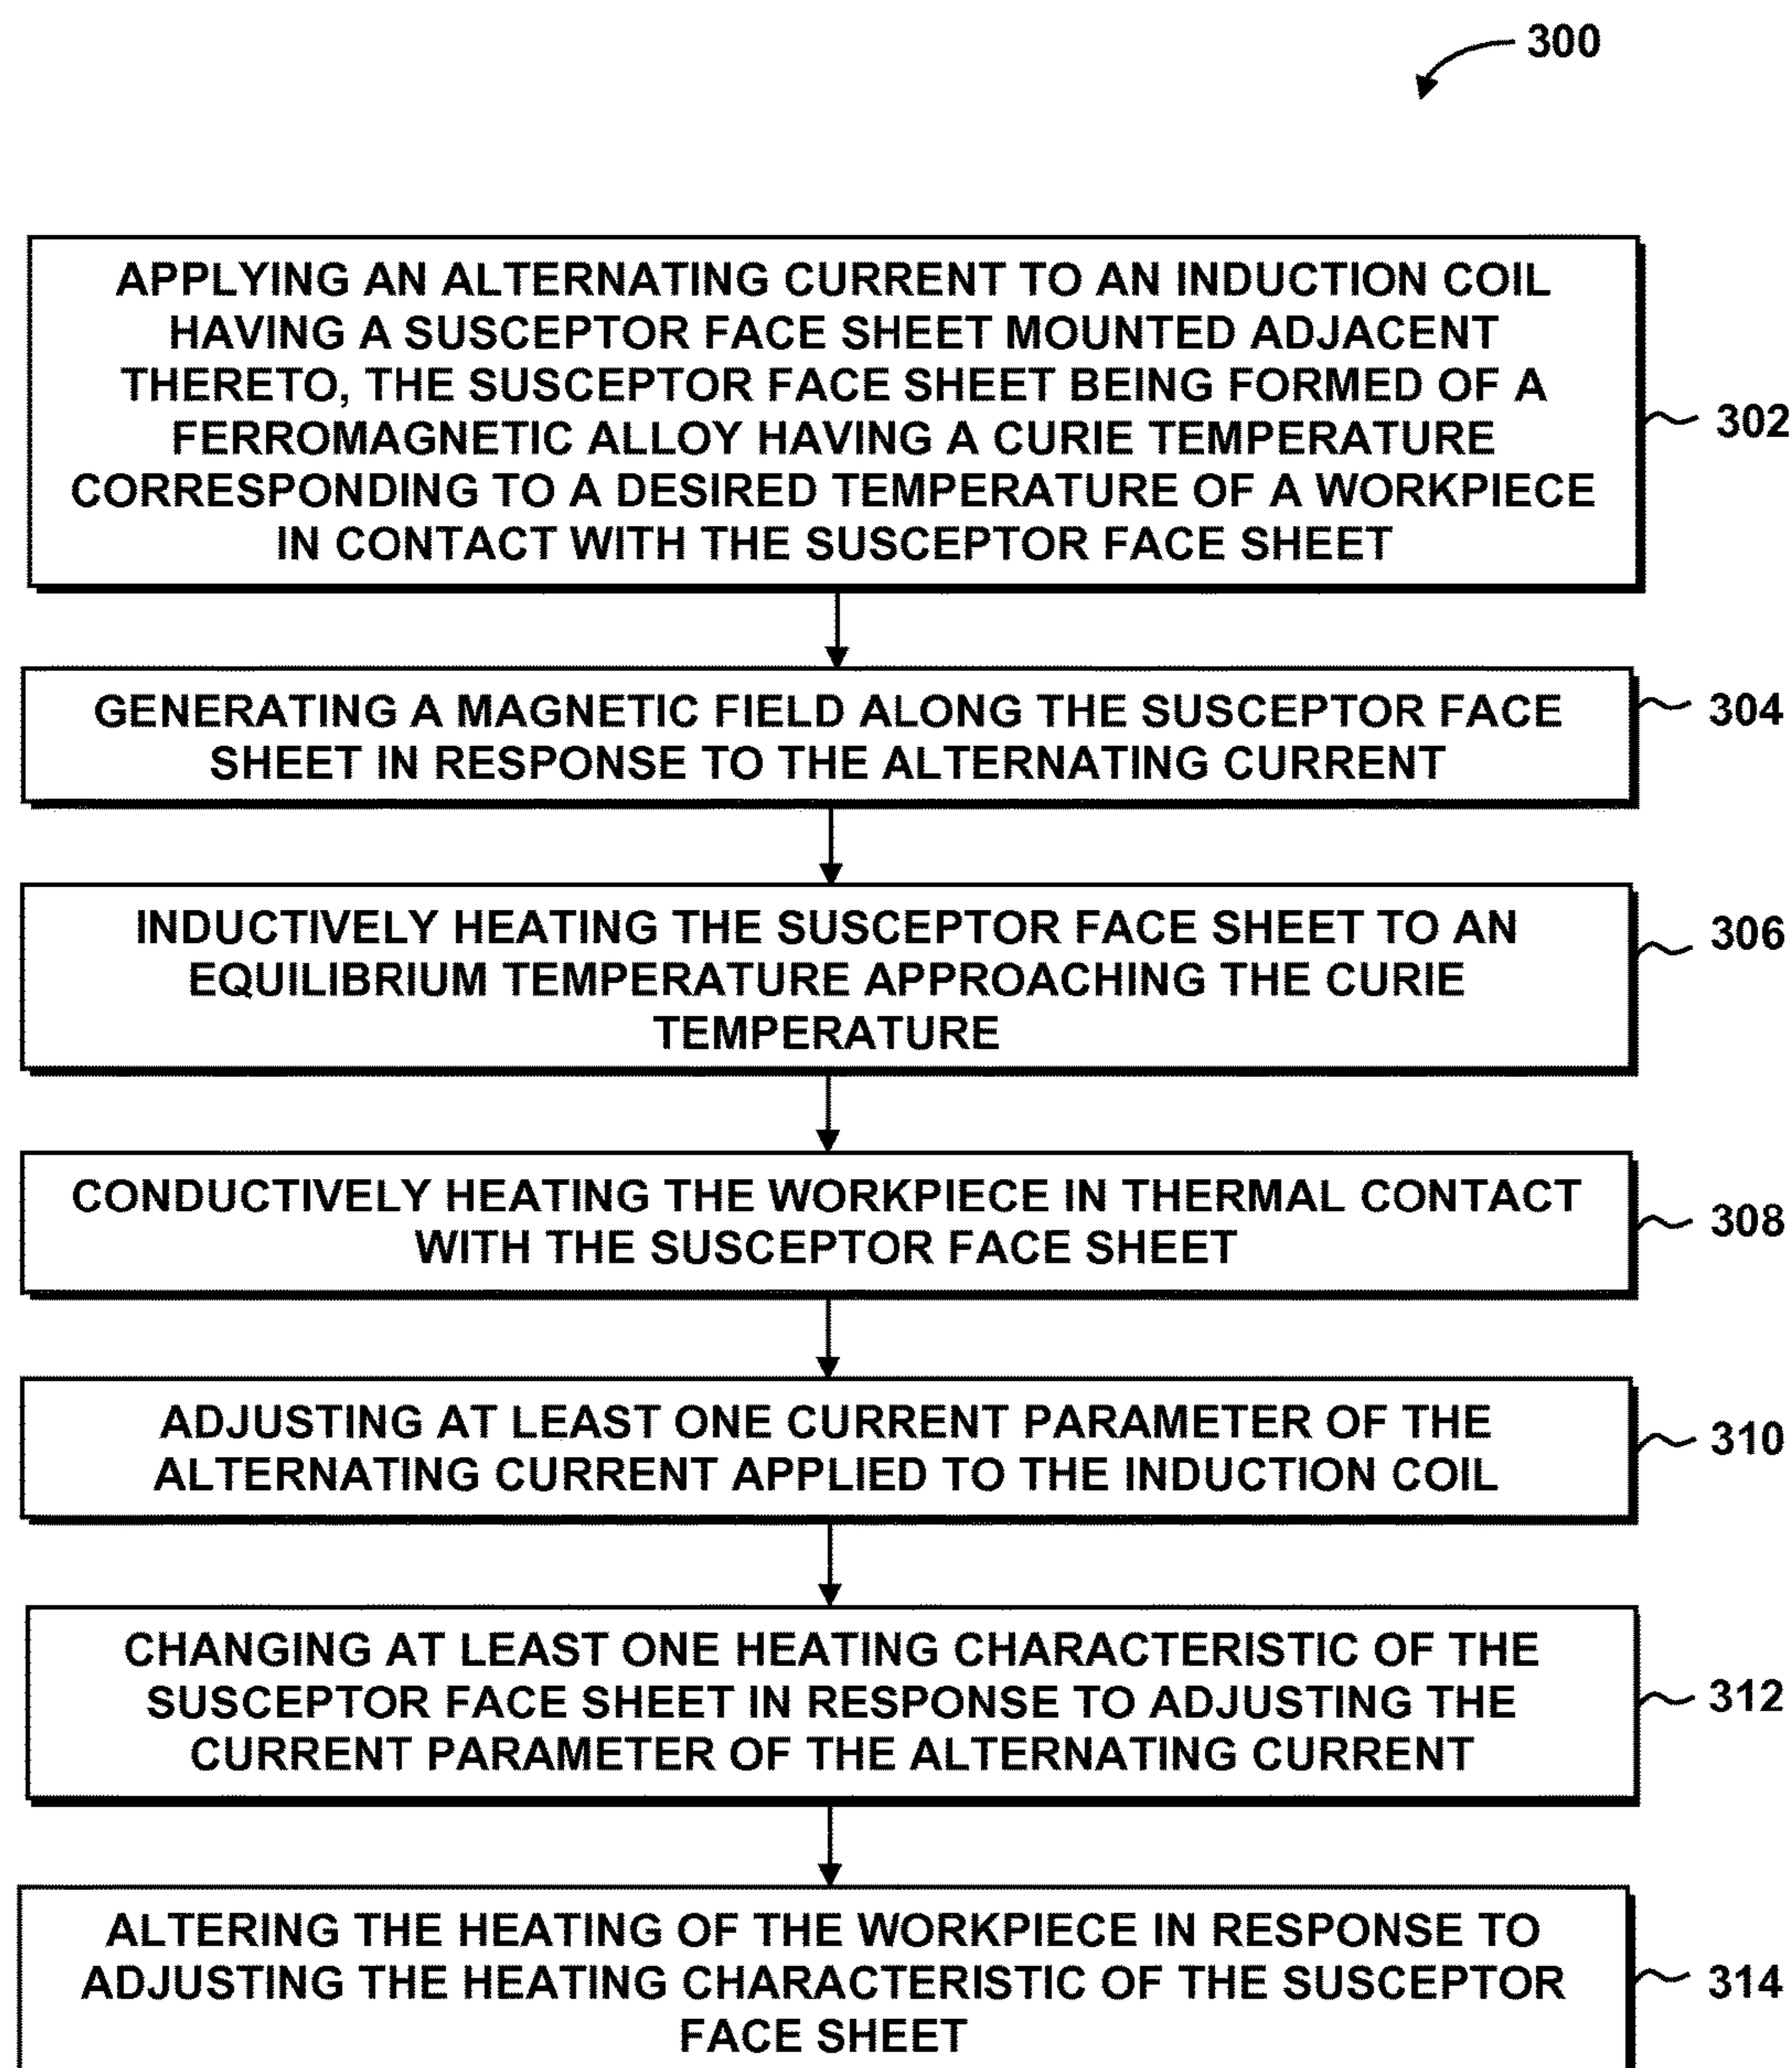 300
APPLYING AN ALTERNATING CURRENT TO AN INDUCTION COIL
HAVING A SUSCEPTOR FACE SHEET MOUNTED ADJACENT
THERETO, THE SUSCEPTOR FACE SHEET BEING FORMED OF A
FERROMAGNETIC ALLOY HAVING A CURIE TEMPERATURE
CORRESPONDING TO A DESIRED TEMPERATURE OF A WORKPIECE
IN CONTACT WITH THE SUSCEPTOR FACE SHEET
302
GENERATING A MAGNETIC FIELD ALONG THE SUSCEPTOR FACE
SHEET IN RESPONSE TO THE ALTERNATING CURRENT
304
INDUCTIVELY HEATING THE SUSCEPTOR FACE SHEET TO AN
EQUILIBRIUM TEMPERATURE APPROACHING THE CURIE
TEMPERATURE
306
CONDUCTIVELY HEATING THE WORKPIECE IN THERMAL CONTACT
WITH THE SUSCEPTOR FACE SHEET
308
ADJUSTING AT LEAST ONE CURRENT PARAMETER OF THE
ALTERNATING CURRENT APPLIED TO THE INDUCTION COIL
310
CHANGING AT LEAST ONE HEATING CHARACTERISTIC OF THE
SUSCEPTOR FACE SHEET IN RESPONSE TO ADJUSTING THE
CURRENT PARAMETER OF THE ALTERNATING CURRENT
312
ALTERING THE HEATING OF THE WORKPIECE IN RESPONSE TO
ADJUSTING THE HEATING CHARACTERISTIC OF THE SUSCEPTOR
FACE SHEET
314